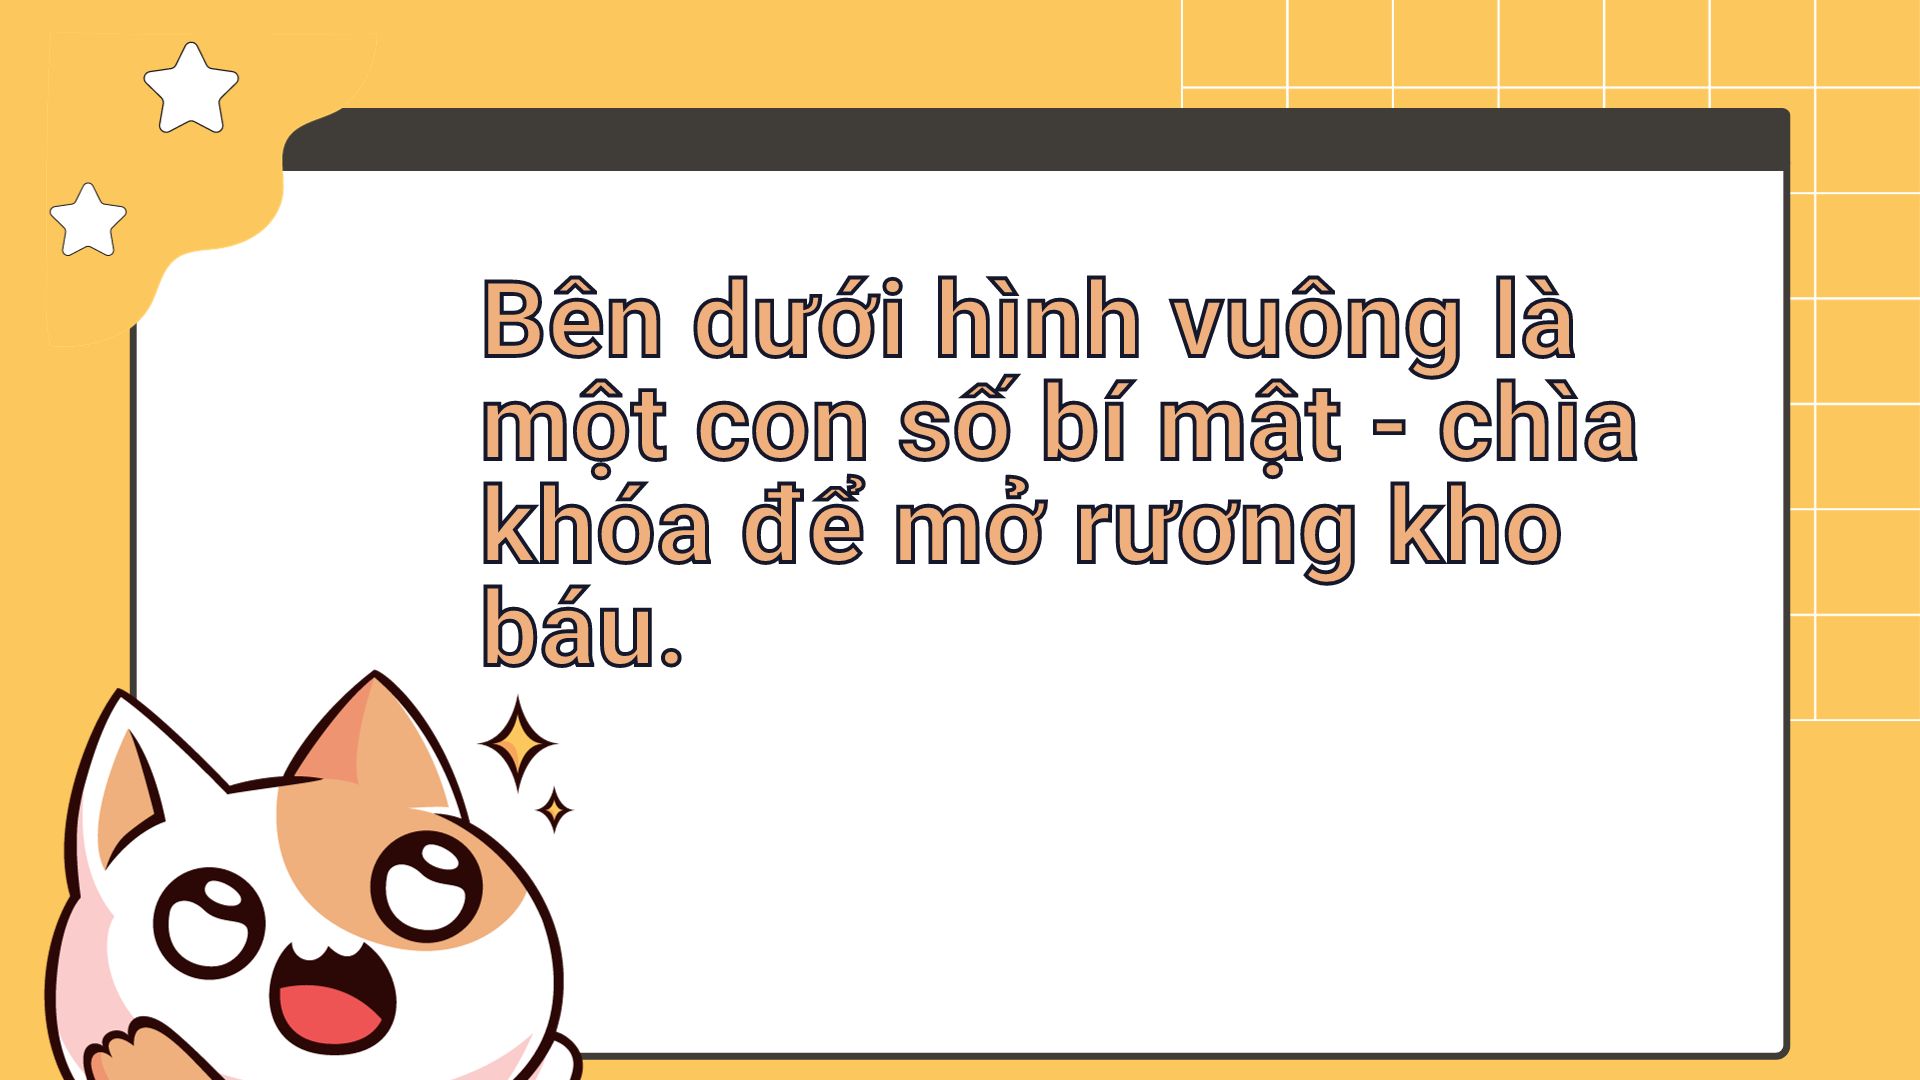 Bên dưới hình vuông là
một con số bí mật - chìa
khóa để mở rương kho
báu.